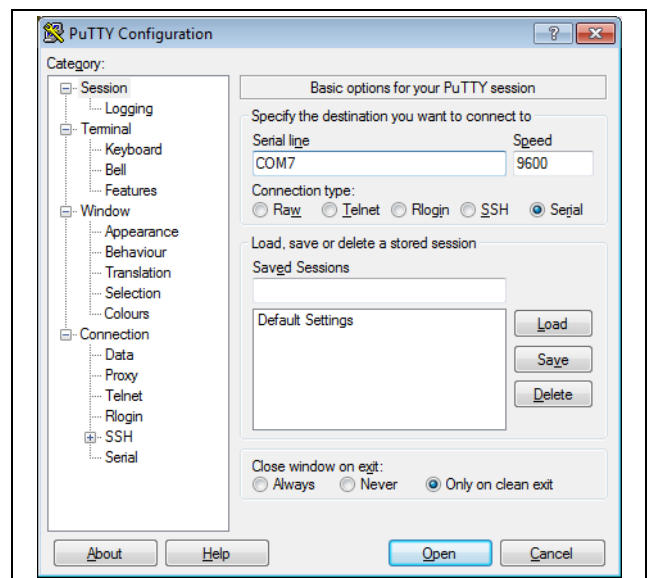 PuTTY Configuration
Category:
Session
Logging
Terminal
Keyboard
Bell
Features
Window
Appearance
Behaviour
Translation
Selection
Colours
Connection
Data
Proxy
Telnet
Rlogin
SSH
Serial
Basic options for your PuTTY session
Specify the destination you want to connect to
Serial line Speed
COM7 9600
Connection type:
Raw Telnet Rlogin SSH Serial
Load, save or delete a stored session
Saved Sessions
Default Settings
Load
Save
Delete
Close window on exit:
Always Never Only on clean exit
About Help Open Cancel